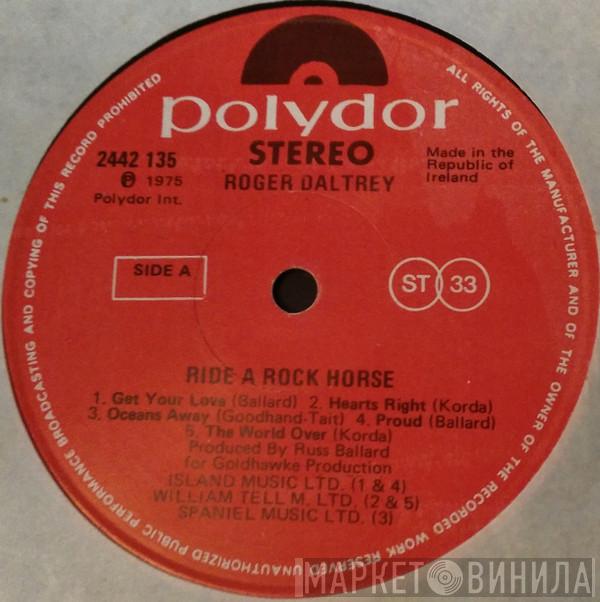 polydor
STEREO
ROGER DALTREY
2442 135
℗ 1975
Polydor Int.
Made in the
Republic of
Ireland
SIDE A
ST 33
RIDE A ROCK HORSE
1. Get Your Love (Ballard) 2. Hearts Right (Korda)
3. Oceans Away (Goodhand-Tait) 4. Proud (Ballard)
5. The World Over (Korda)
Produced By Russ Ballard
for Goldhawke Production
ISLAND MUSIC LTD. (1 & 4)
WILLIAM TELL M. LTD. (2 & 5)
SPANIEL MUSIC LTD. (3)
ALL RIGHTS OF THE MANUFACTURER AND OF THE OWNER OF THE RECORDED WORK RESERVED UNAUTHORIZED PUBLIC PERFORMANCE BROADCASTING AND COPYING OF THIS RECORD PROHIBITED
МАРКЕТ ВИНИЛА